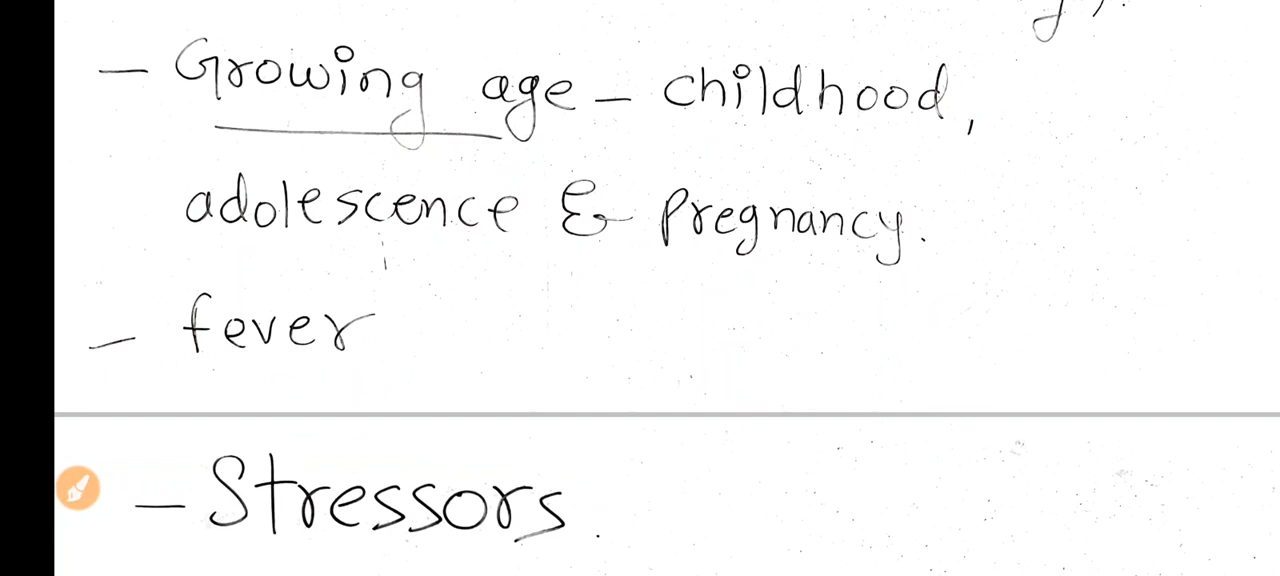 - Growing age - childhood,
adolescence & Pregnancy.
- fever
- Stressors.